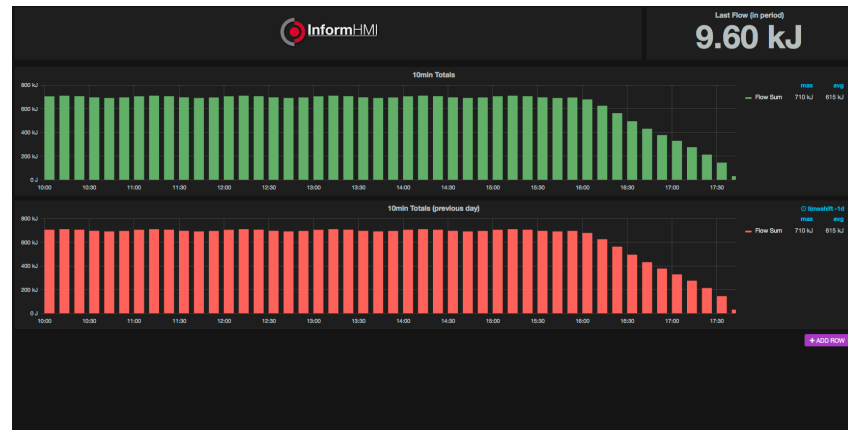 InformHMI
Last Flow (in period)
9.60 kJ
10min Totals
800 kJ
600 kJ
400 kJ
200 kJ
0 J
10:00 10:30 11:00 11:30 12:00 12:30 13:00 13:30 14:00 14:30 15:00 15:30 16:00 16:30 17:00 17:30
max avg
Flow Sum 710 kJ 615 kJ
10min Totals (previous day)
800 kJ
600 kJ
400 kJ
200 kJ
0 J
10:00 10:30 11:00 11:30 12:00 12:30 13:00 13:30 14:00 14:30 15:00 15:30 16:00 16:30 17:00 17:30
timeshift -1d
max avg
Flow Sum 710 kJ 615 kJ
+ ADD ROW